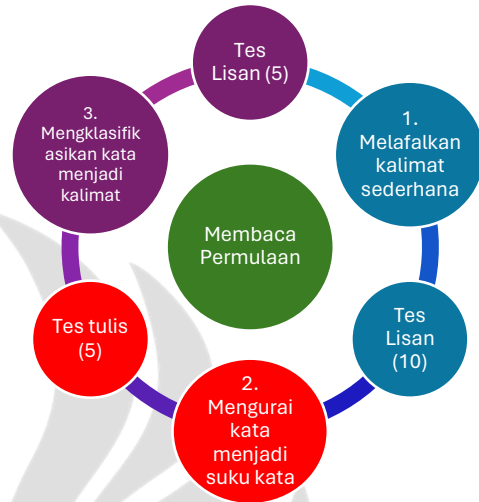 Tes
Lisan (5)
1.
Melafalkan
kalimat
sederhana
Tes
Lisan
(10)
2.
Mengurai
kata
menjadi
suku kata
Tes tulis
(5)
3.
Mengklasifik
asikan kata
menjadi
kalimat
Membaca
Permulaan